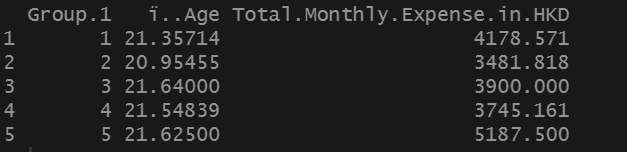 Group.1 ï..Age Total.Monthly.Expense.in.HKD
1 1 21.35714 4178.571
2 2 20.95455 3481.818
3 3 21.64000 3900.000
4 4 21.54839 3745.161
5 5 21.62500 5187.500